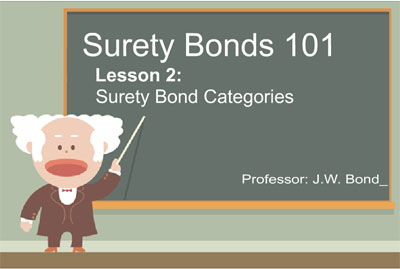 Surety Bonds 101
Lesson 2:
Surety Bond Categories
Professor: J.W. Bond_